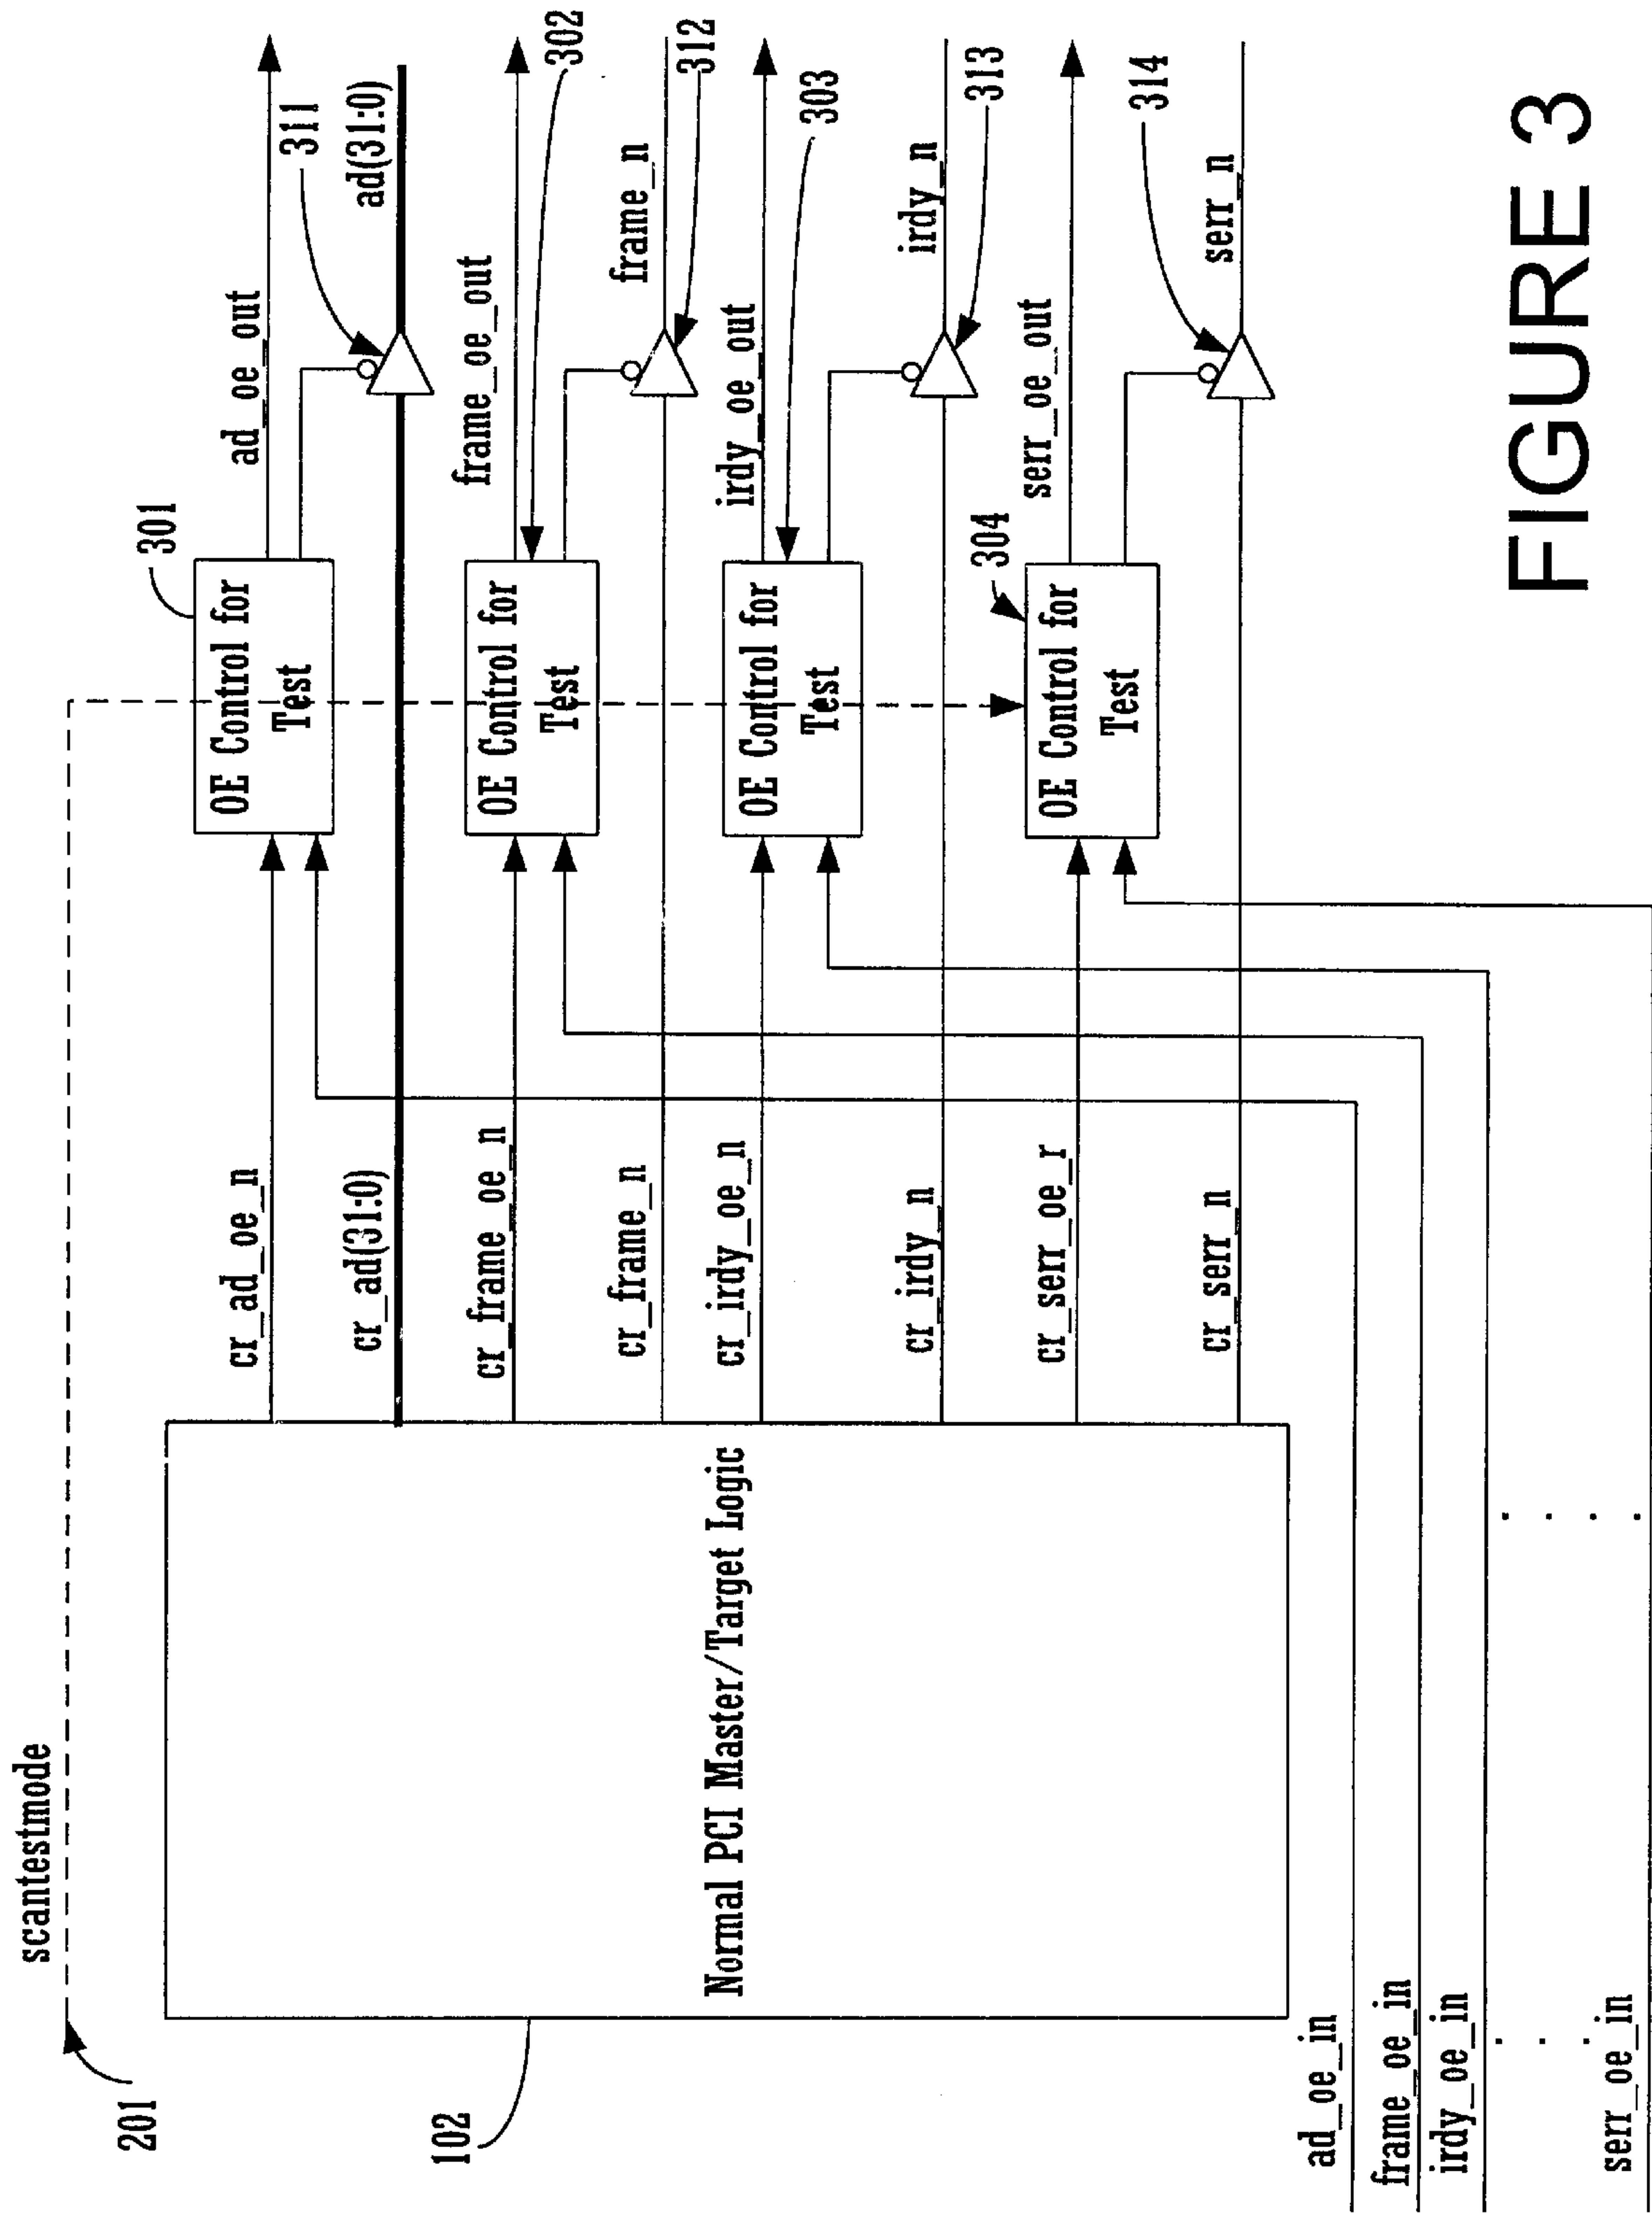 scantestmode
201
102
Normal PCI Master/Target Logic
cr_ad_oe_n
cr_ad(31:0)
cr_frame_oe_n
cr_frame_n
cr_irdy_oe_n
cr_irdy_n
cr_serr_oe_r
cr_serr_n
ad_oe_in
frame_oe_in
irdy_oe_in
serr_oe_in
301
OE Control for
Test
ad_oe_out
311
ad(31:0)
302
OE Control for
Test
frame_oe_out
312
frame_n
303
OE Control for
Test
irdy_oe_out
313
irdy_n
304
OE Control for
Test
serr_oe_out
314
serr_n
FIGURE 3